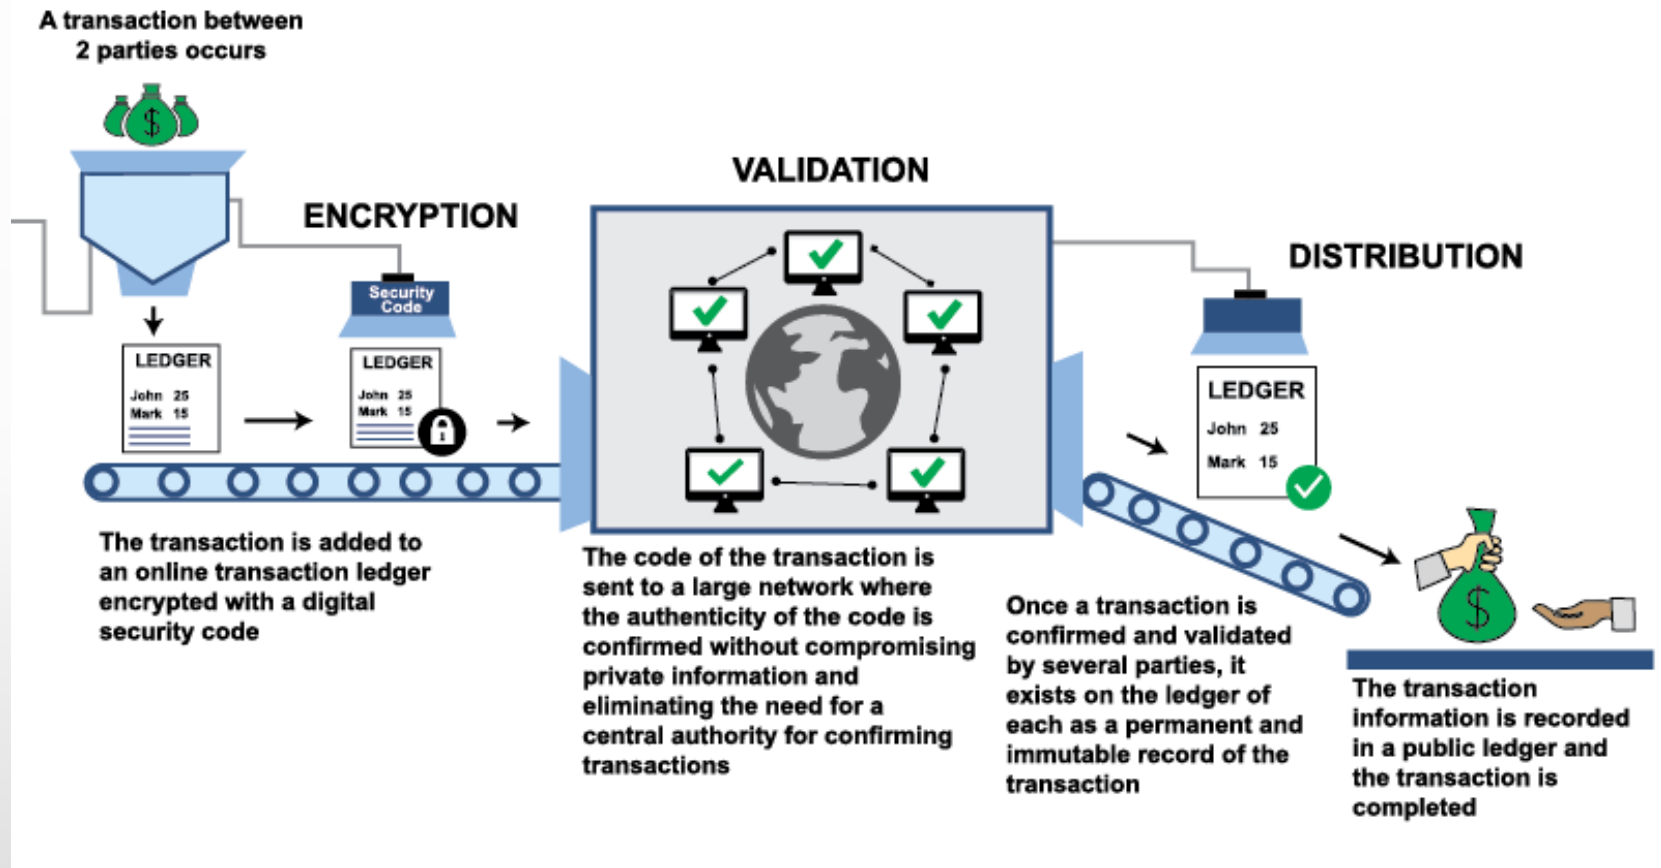 A transaction between
2 parties occurs
ENCRYPTION
Security
Code
LEDGER
John 25
Mark 15
LEDGER
John 25
Mark 15
The transaction is added to
an online transaction ledger
encrypted with a digital
security code
VALIDATION
The code of the transaction is
sent to a large network where
the authenticity of the code is
confirmed without compromising
private information and
eliminating the need for a
central authority for confirming
transactions
DISTRIBUTION
LEDGER
John 25
Mark 15
Once a transaction is
confirmed and validated
by several parties, it
exists on the ledger of
each as a permanent and
immutable record of the
transaction
$
$
The transaction
information is recorded
in a public ledger and
the transaction is
completed